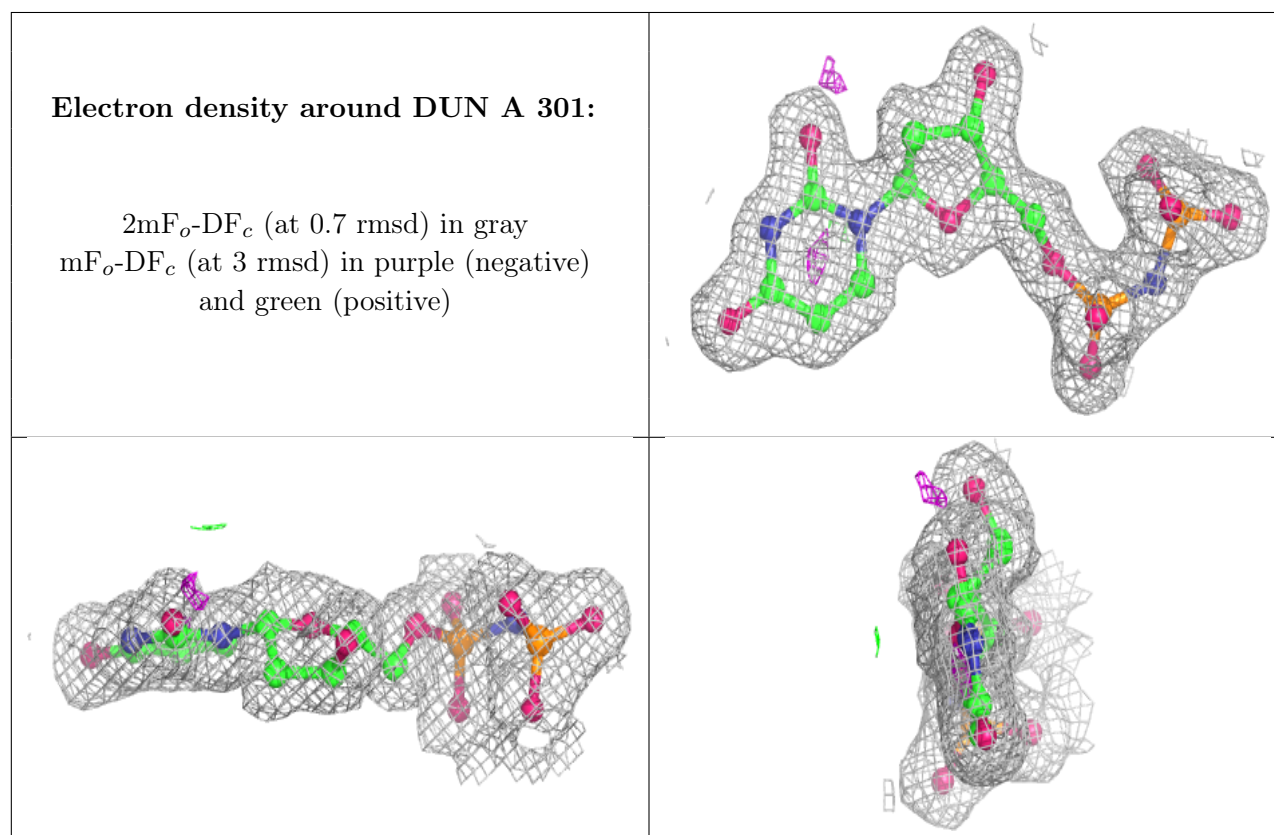 Electron density around DUN A 301:
2mFo-DFc (at 0.7 rmsd) in gray
mFo-DFc (at 3 rmsd) in purple (negative)
and green (positive)